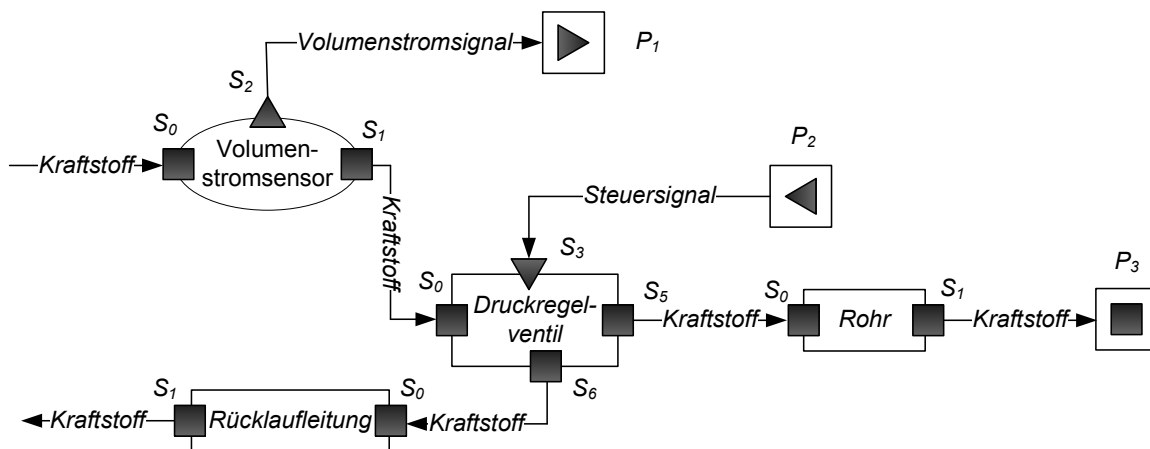 Volumenstromsignal
P1
S2
S0
S1
Kraftstoff
Volumen-
stromsensor
P2
Steuersignal
Kraftstoff
S3
P3
S0
S5
S0
S1
Druckregel-
ventil
Kraftstoff
Rohr
Kraftstoff
S6
S1
S0
Kraftstoff
Rücklaufleitung
Kraftstoff